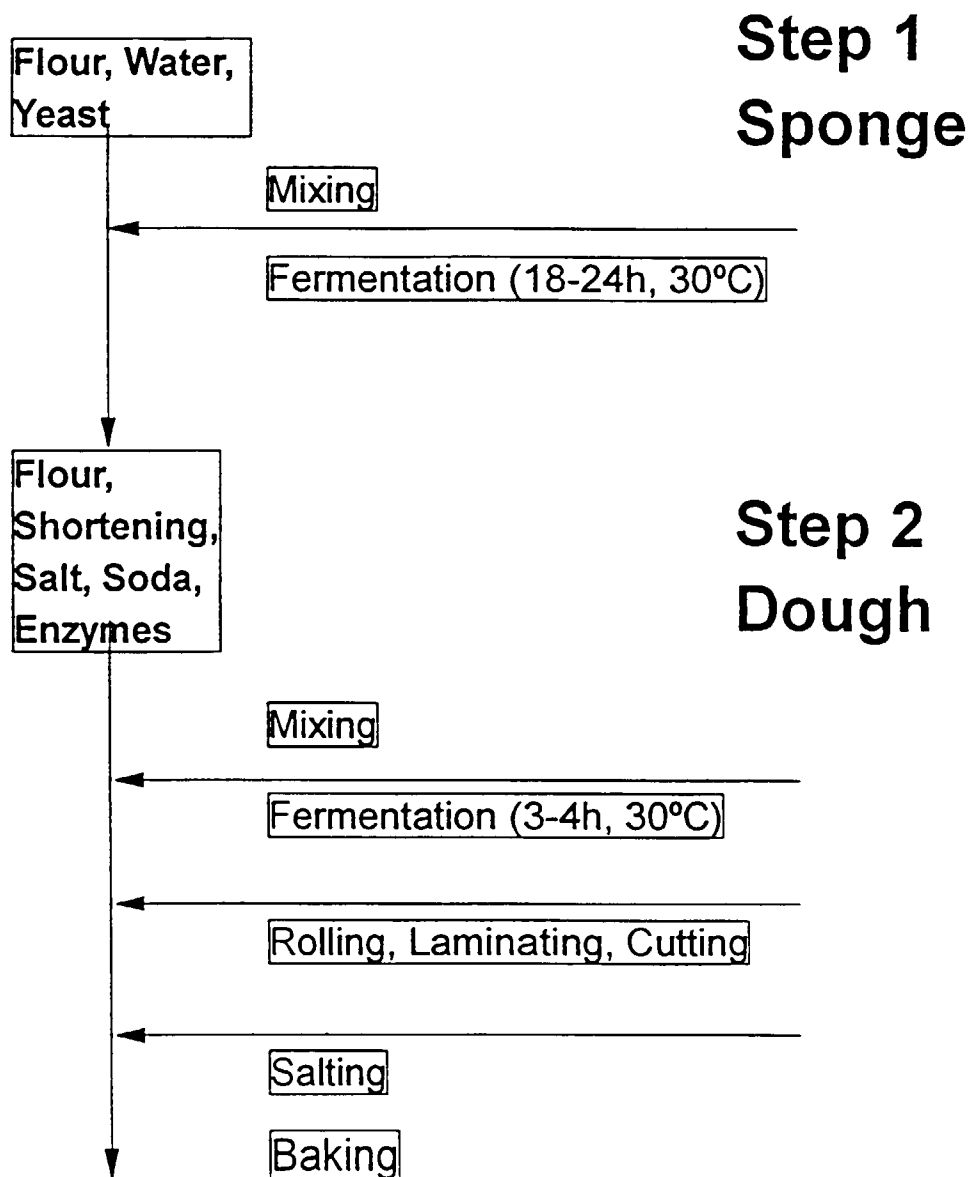 Step 1
Sponge
Flour, Water,
Yeast
Mixing
Fermentation (18-24h, 30ºC)
Step 2
Dough
Flour,
Shortening,
Salt, Soda,
Enzymes
Mixing
Fermentation (3-4h, 30ºC)
Rolling, Laminating, Cutting
Salting
Baking